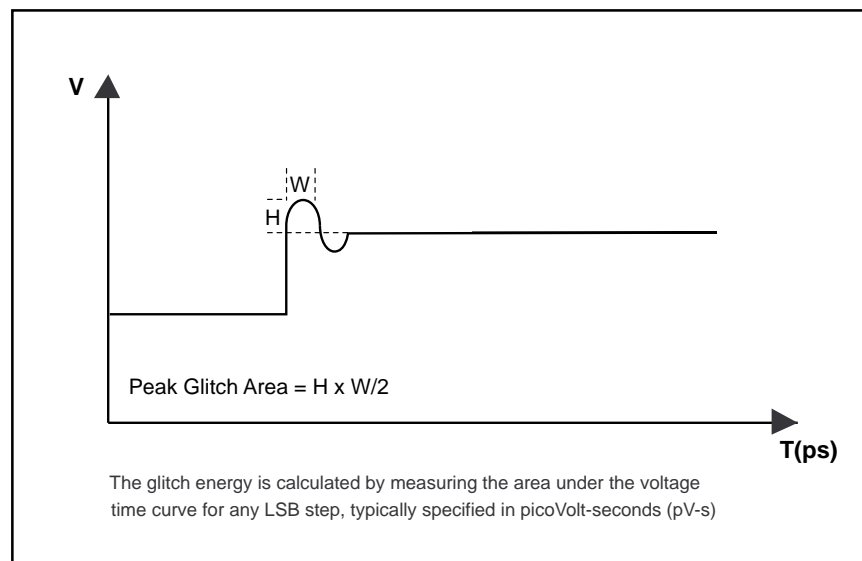 V
W
H
Peak Glitch Area = H x W/2
T(ps)
The glitch energy is calculated by measuring the area under the voltage
time curve for any LSB step, typically specified in picoVolt-seconds (pV-s)